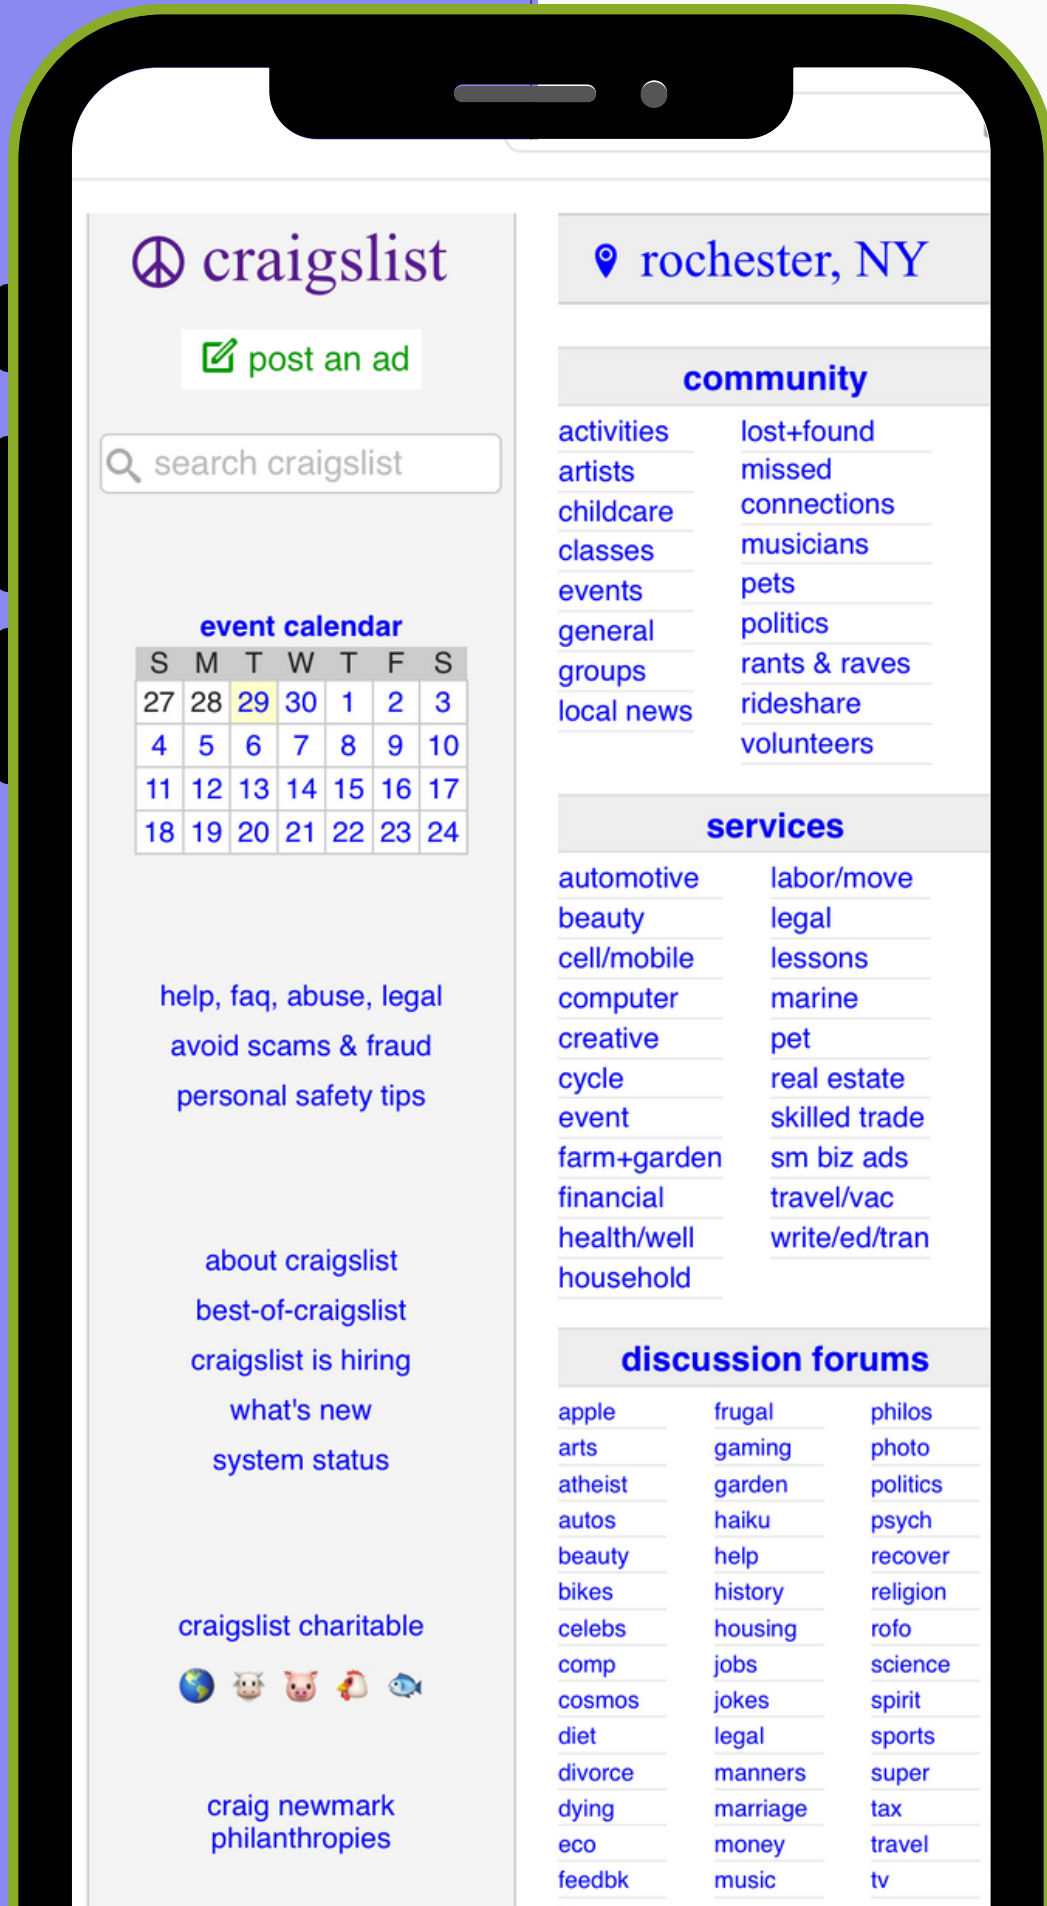 craigslist
post an ad
search craigslist
event calendar
S M T W T F S
27 28 29 30 1 2 3
4 5 6 7 8 9 10
11 12 13 14 15 16 17
18 19 20 21 22 23 24
help, faq, abuse, legal
avoid scams & fraud
personal safety tips
about craigslist
best-of-craigslist
craigslist is hiring
what's new
system status
craigslist charitable
craig newmark
philanthropies
rochester, NY
community
activities
artists
childcare
classes
events
general
groups
local news
lost+found
missed
connections
musicians
pets
politics
rants & raves
rideshare
volunteers
services
automotive
beauty
cell/mobile
computer
creative
cycle
event
farm+garden
financial
health/well
household
labor/move
legal
lessons
marine
pet
real estate
skilled trade
sm biz ads
travel/vac
write/ed/tran
discussion forums
apple
arts
atheist
autos
beauty
bikes
celebs
comp
cosmos
diet
divorce
dying
eco
feedbk
frugal
gaming
garden
haiku
help
history
housing
jobs
jokes
legal
manners
marriage
money
music
philos
photo
politics
psych
recover
religion
rofo
science
spirit
sports
super
tax
travel
tv